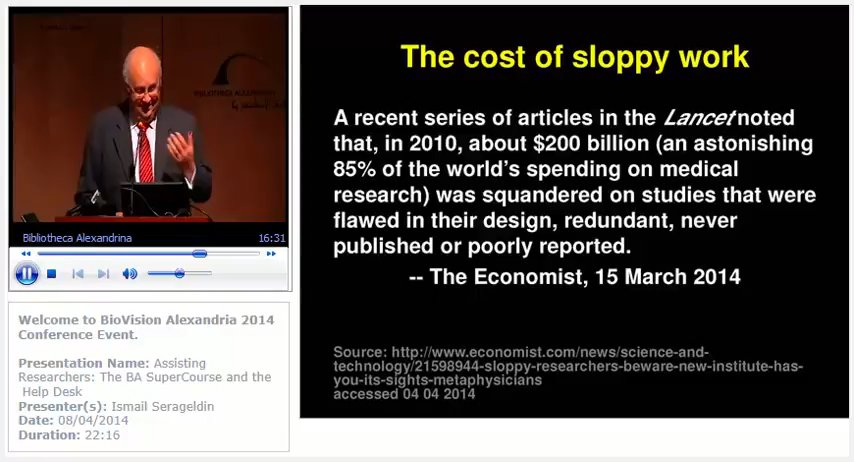 BIBLIOTHECA ALEXANDRINA
Bibliotheca Alexandrina 16:31
Welcome to BioVision Alexandria 2014
Conference Event.
Presentation Name: Assisting
Researchers: The BA SuperCourse and the
Help Desk
Presenter(s): Ismail Serageldin
Date: 08/04/2014
Duration: 22:16
The cost of sloppy work
A recent series of articles in the Lancet noted
that, in 2010, about $200 billion (an astonishing
85% of the world's spending on medical
research) was squandered on studies that were
flawed in their design, redundant, never
published or poorly reported.
-- The Economist, 15 March 2014
Source: http://www.economist.com/news/science-and-
technology/21598944-sloppy-researchers-beware-new-institute-has-
you-its-sights-metaphysicians
accessed 04 04 2014